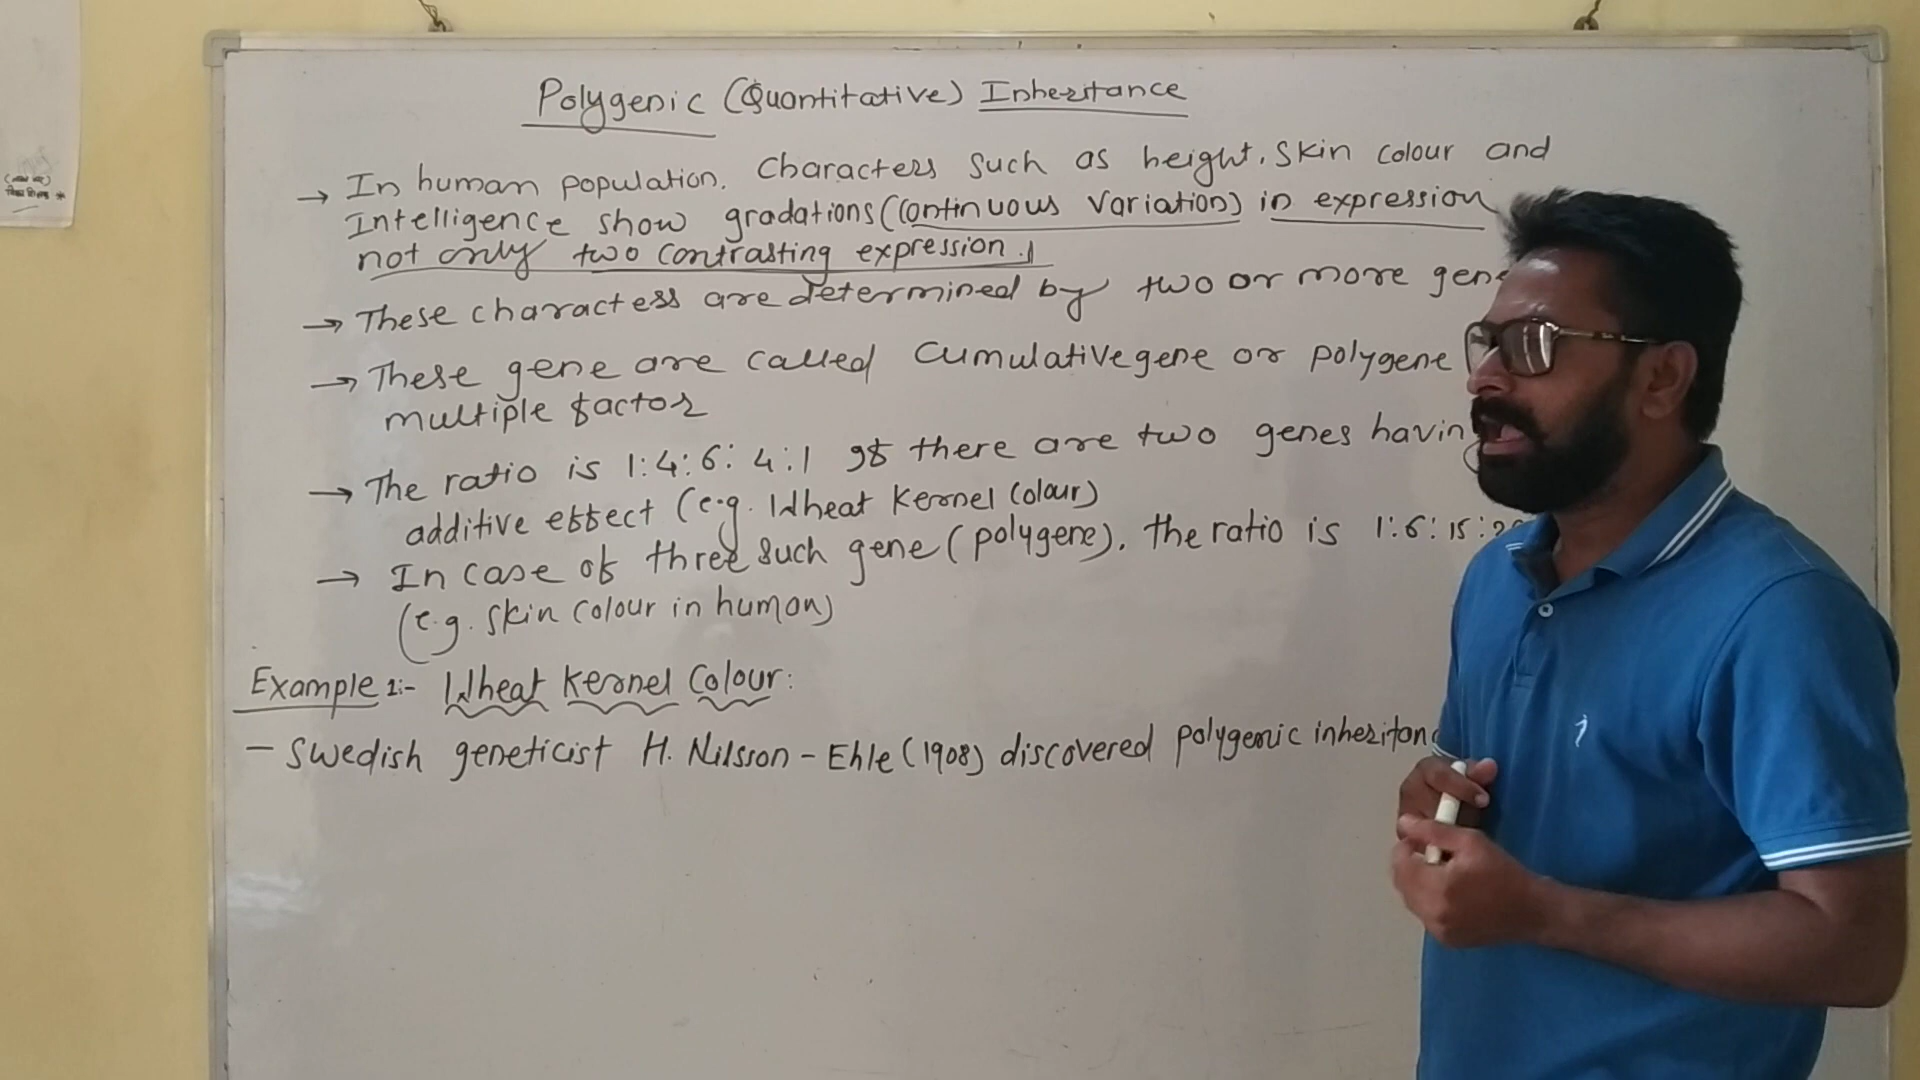 Polygenic (Quantitative) Inheritance
→ In human population, Characters such as height, Skin colour and
Intelligence show gradations (Continuous Variation) in expression
not only two contrasting expression.
→ These characters are determined by two or more gen
→ These gene are called Cumulative gene or polygene
multiple factor
→ The ratio is 1:4:6:4:1 If there are two genes having
additive effect (e.g. Wheat Kernel Colour)
→ In case of three such gene (polygene), the ratio is 1:6:15:20
(e.g. Skin colour in human)
Example 1:- Wheat Kernel Colour:
- Swedish geneticist H. Nilsson-Ehle (1908) discovered polygenic inheritanc